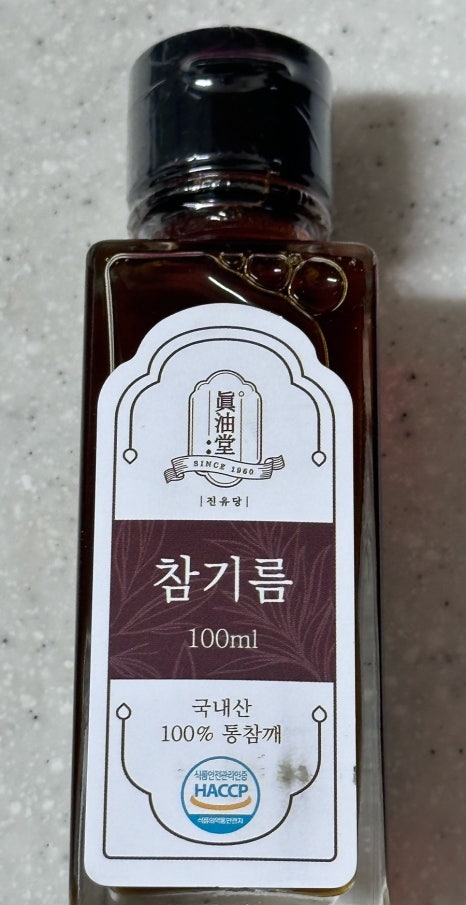 眞油堂
SINCE 1960
|진유당|
참기름
100ml
국내산
100% 통참깨
식품안전관리인증
HACCP
식품의약품안전처